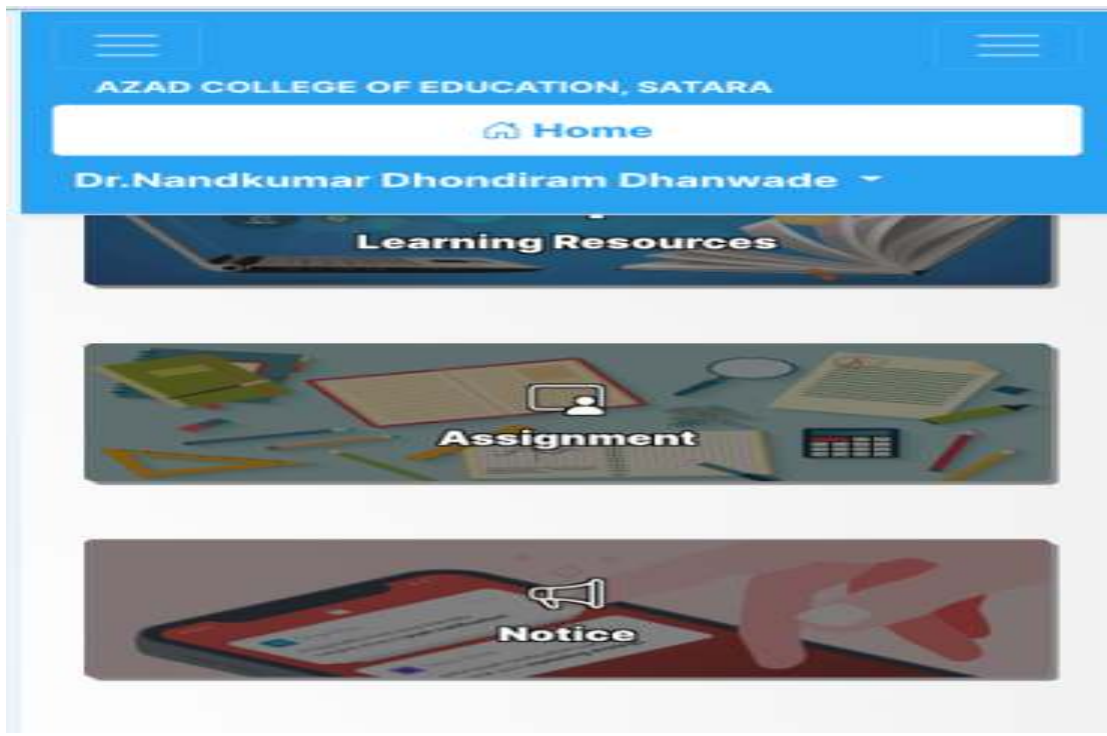 AZAD COLLEGE OF EDUCATION, SATARA
Home
Dr.Nandkumar Dhondiram Dhanwade
Learning Resources
Assignment
Notice